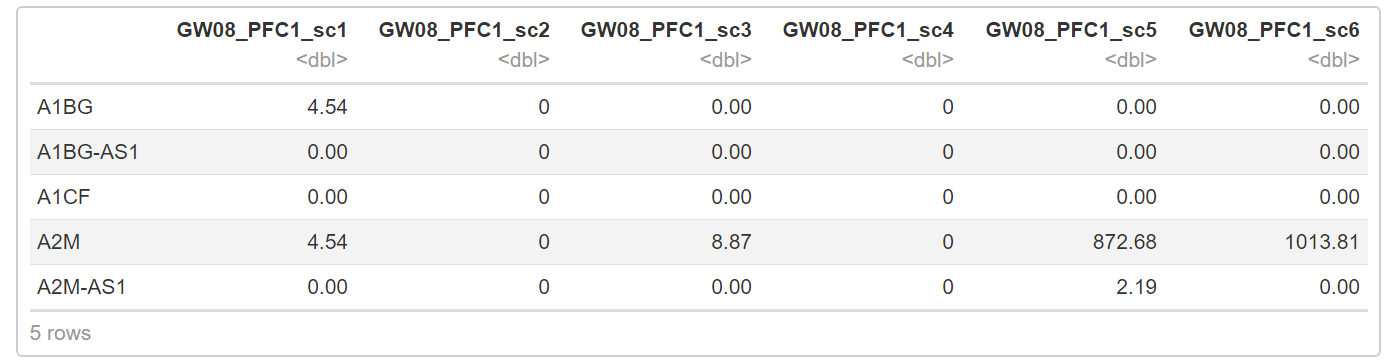 GW08_PFC1_sc1 GW08_PFC1_sc2 GW08_PFC1_sc3 GW08_PFC1_sc4 GW08_PFC1_sc5 GW08_PFC1_sc6
<dbl> <dbl> <dbl> <dbl> <dbl> <dbl>
A1BG 4.54 0 0.00 0 0.00 0.00
A1BG-AS1 0.00 0 0.00 0 0.00 0.00
A1CF 0.00 0 0.00 0 0.00 0.00
A2M 4.54 0 8.87 0 872.68 1013.81
A2M-AS1 0.00 0 0.00 0 2.19 0.00
5 rows